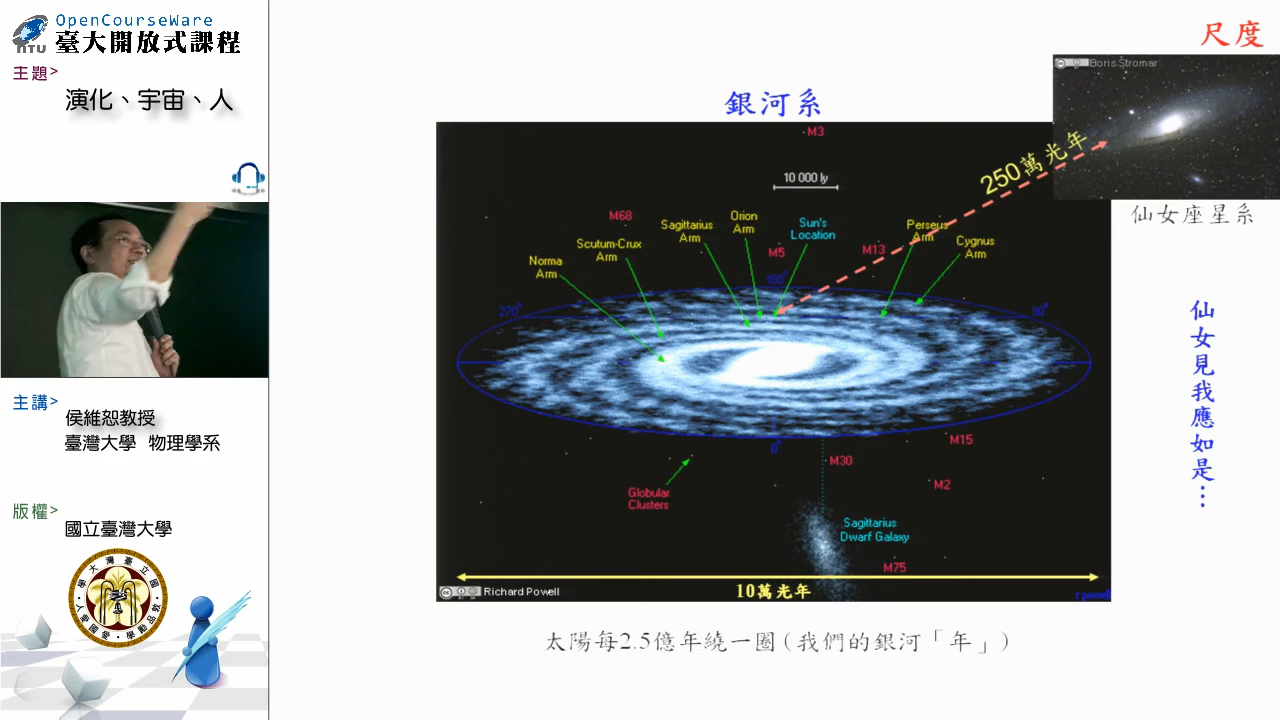 OpenCourseWare
NTU
臺大開放式課程
主題>
演化、宇宙、人
主講>
侯維恕教授
臺灣大學 物理學系
版權>
國立臺灣大學
尺度
銀河系
Boris Stromar
仙女座星系
250萬光年
M3
10 000 ly
M68
Sagittarius
Arm
Orion
Arm
Sun's
Location
Perseus
Arm
Cygnus
Arm
Scutum-Crux
Arm
Norma
Arm
M5
M13
180°
270°
90°
0°
M15
M30
M2
Globular
Clusters
Sagittarius
Dwarf Galaxy
M75
10萬光年
Richard Powell
r powell
仙女見我應如是…
太陽每2.5億年繞一圈(我們的銀河「年」)